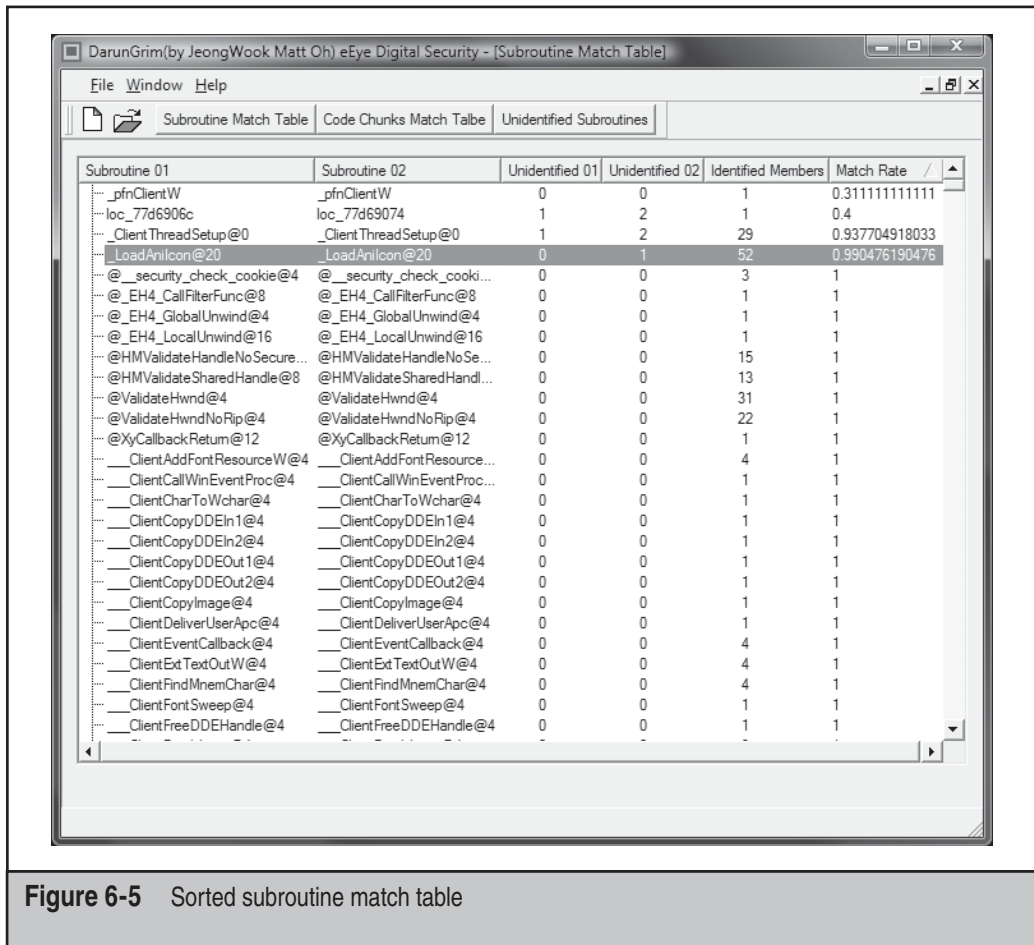 DarunGrim(by JeongWook Matt Oh) eEye Digital Security - [Subroutine Match Table]
File Window Help
Subroutine Match Table Code Chunks Match Talbe Unidentified Subroutines
Subroutine 01 Subroutine 02 Unidentified 01 Unidentified 02 Identified Members Match Rate
_pfnClientW _pfnClientW 0 0 1 0.311111111111
loc_77d6906c loc_77d69074 1 2 1 0.4
_ClientThreadSetup@0 _ClientThreadSetup@0 1 2 29 0.937704918033
_LoadAniIcon@20 _LoadAniIcon@20 0 1 52 0.990476190476
@__security_check_cookie@4 @__security_check_cooki... 0 0 3 1
@_EH4_CallFilterFunc@8 @_EH4_CallFilterFunc@8 0 0 1 1
@_EH4_GlobalUnwind@4 @_EH4_GlobalUnwind@4 0 0 1 1
@_EH4_LocalUnwind@16 @_EH4_LocalUnwind@16 0 0 1 1
@HMValidateHandleNoSecure... @HMValidateHandleNoSe... 0 0 15 1
@HMValidateSharedHandle@8 @HMValidateSharedHandl... 0 0 13 1
@ValidateHwnd@4 @ValidateHwnd@4 0 0 31 1
@ValidateHwndNoRip@4 @ValidateHwndNoRip@4 0 0 22 1
@XyCallbackReturn@12 @XyCallbackReturn@12 0 0 1 1
___ClientAddFontResourceW@4 ___ClientAddFontResource... 0 0 4 1
___ClientCallWinEventProc@4 ___ClientCallWinEventProc... 0 0 1 1
___ClientCharToWchar@4 ___ClientCharToWchar@4 0 0 1 1
___ClientCopyDDEIn1@4 ___ClientCopyDDEIn1@4 0 0 1 1
___ClientCopyDDEIn2@4 ___ClientCopyDDEIn2@4 0 0 1 1
___ClientCopyDDEOut1@4 ___ClientCopyDDEOut1@4 0 0 1 1
___ClientCopyDDEOut2@4 ___ClientCopyDDEOut2@4 0 0 1 1
___ClientCopyImage@4 ___ClientCopyImage@4 0 0 1 1
___ClientDeliverUserApc@4 ___ClientDeliverUserApc@4 0 0 1 1
___ClientEventCallback@4 ___ClientEventCallback@4 0 0 4 1
___ClientExtTextOutW@4 ___ClientExtTextOutW@4 0 0 4 1
___ClientFindMnemChar@4 ___ClientFindMnemChar@4 0 0 4 1
___ClientFontSweep@4 ___ClientFontSweep@4 0 0 1 1
___ClientFreeDDEHandle@4 ___ClientFreeDDEHandle@4 0 0 1 1
Figure 6-5 Sorted subroutine match table